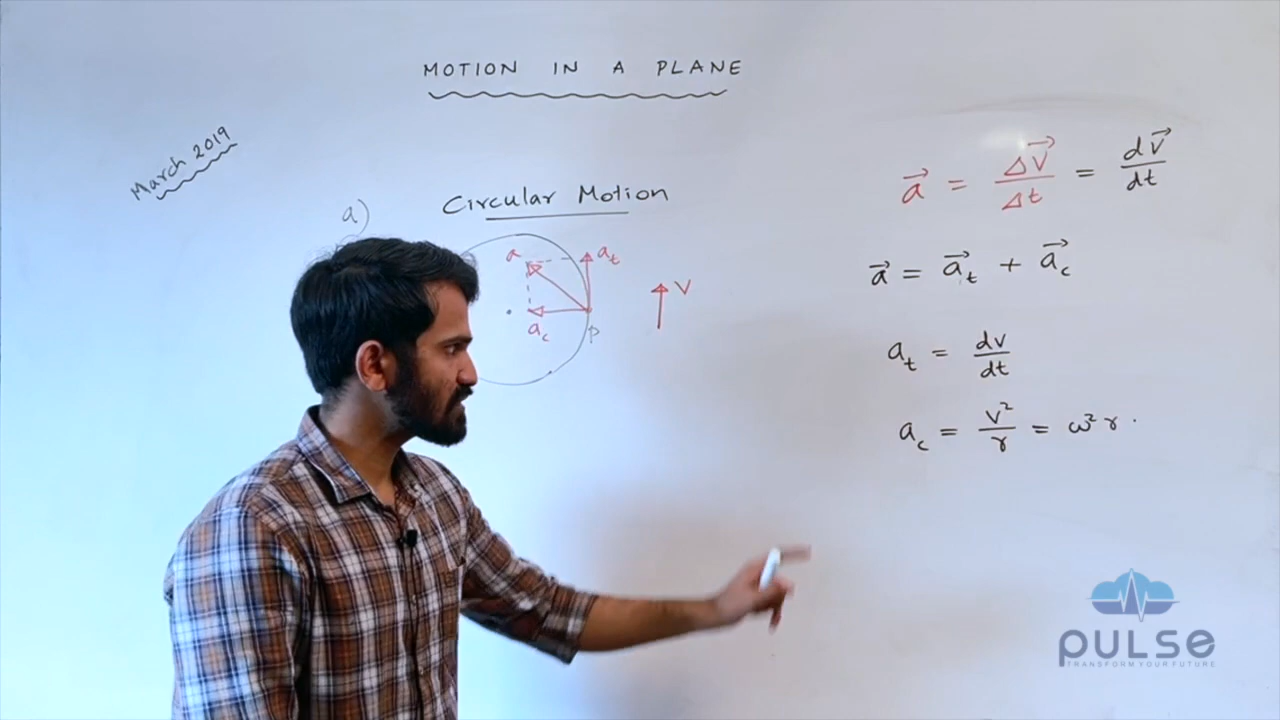 MOTION IN A PLANE
March 2019
a)
Circular Motion
a
a_t
a_c
p
v
a⃗ = Δv⃗/Δt = dv⃗/dt
a⃗ = a⃗_t + a⃗_c
a_t = dv/dt
a_c = v²/r = ω² r .
PULSE
TRANSFORM YOUR FUTURE